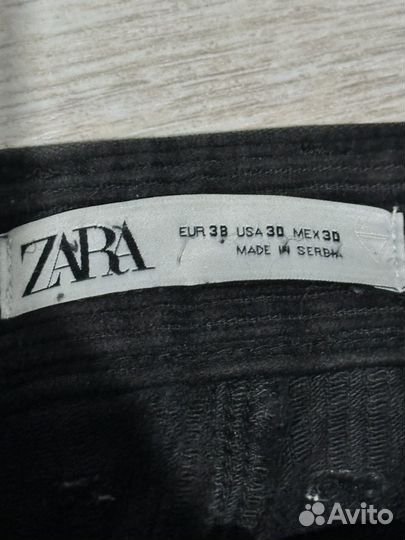 ZARA
EUR 38 USA 30 MEX 30
MADE IN SERBIA
Avito